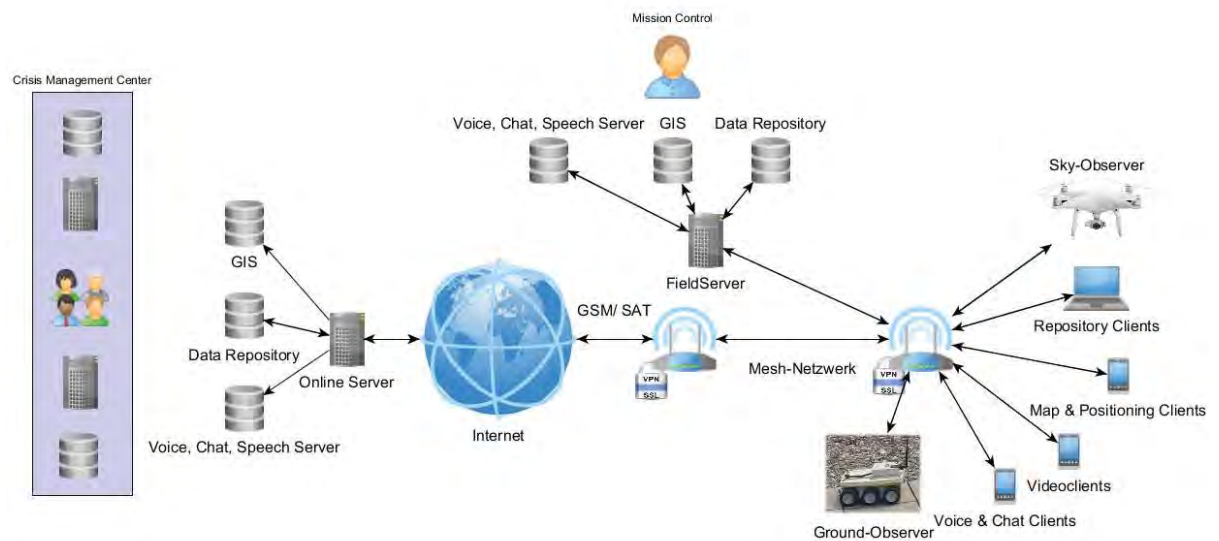 Mission Control
Crisis Management Center
Voice, Chat, Speech Server
GIS
Data Repository
Sky-Observer
GIS
FieldServer
GSM/ SAT
Repository Clients
Data Repository
Online Server
Mesh-Netzwerk
VPN
SSL
VPN
SSL
Map & Positioning Clients
Voice, Chat, Speech Server
Internet
Videoclients
Voice & Chat Clients
Ground-Observer